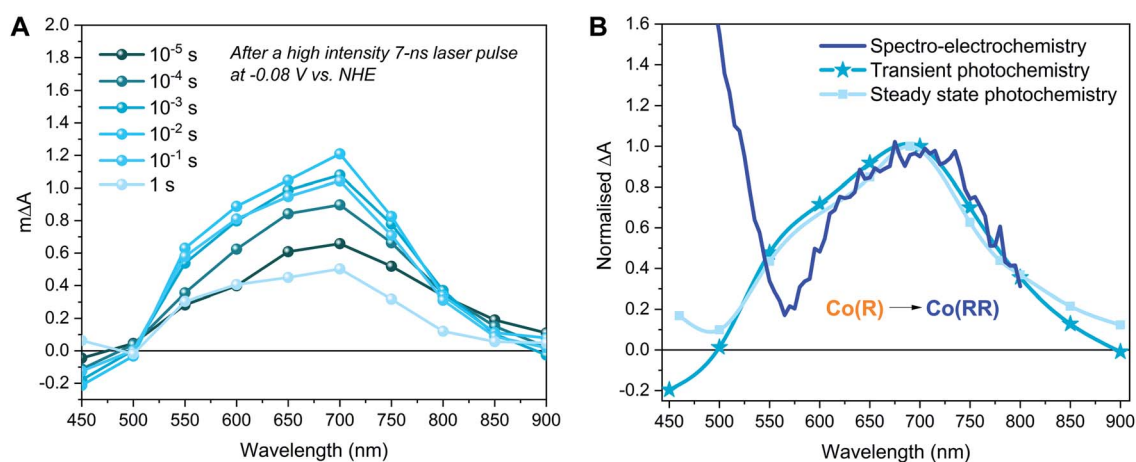 A
2.0
1.8
1.6
1.4
1.2
1.0
0.8
0.6
0.4
0.2
0.0
-0.2
mΔA
10⁻⁵ s
10⁻⁴ s
10⁻³ s
10⁻² s
10⁻¹ s
1 s
After a high intensity 7-ns laser pulse
at -0.08 V vs. NHE
450 500 550 600 650 700 750 800 850 900
Wavelength (nm)
B
1.6
1.4
1.2
1.0
0.8
0.6
0.4
0.2
0.0
-0.2
Normalised ΔA
Spectro-electrochemistry
Transient photochemistry
Steady state photochemistry
Co(R) → Co(RR)
450 500 550 600 650 700 750 800 850 900
Wavelength (nm)